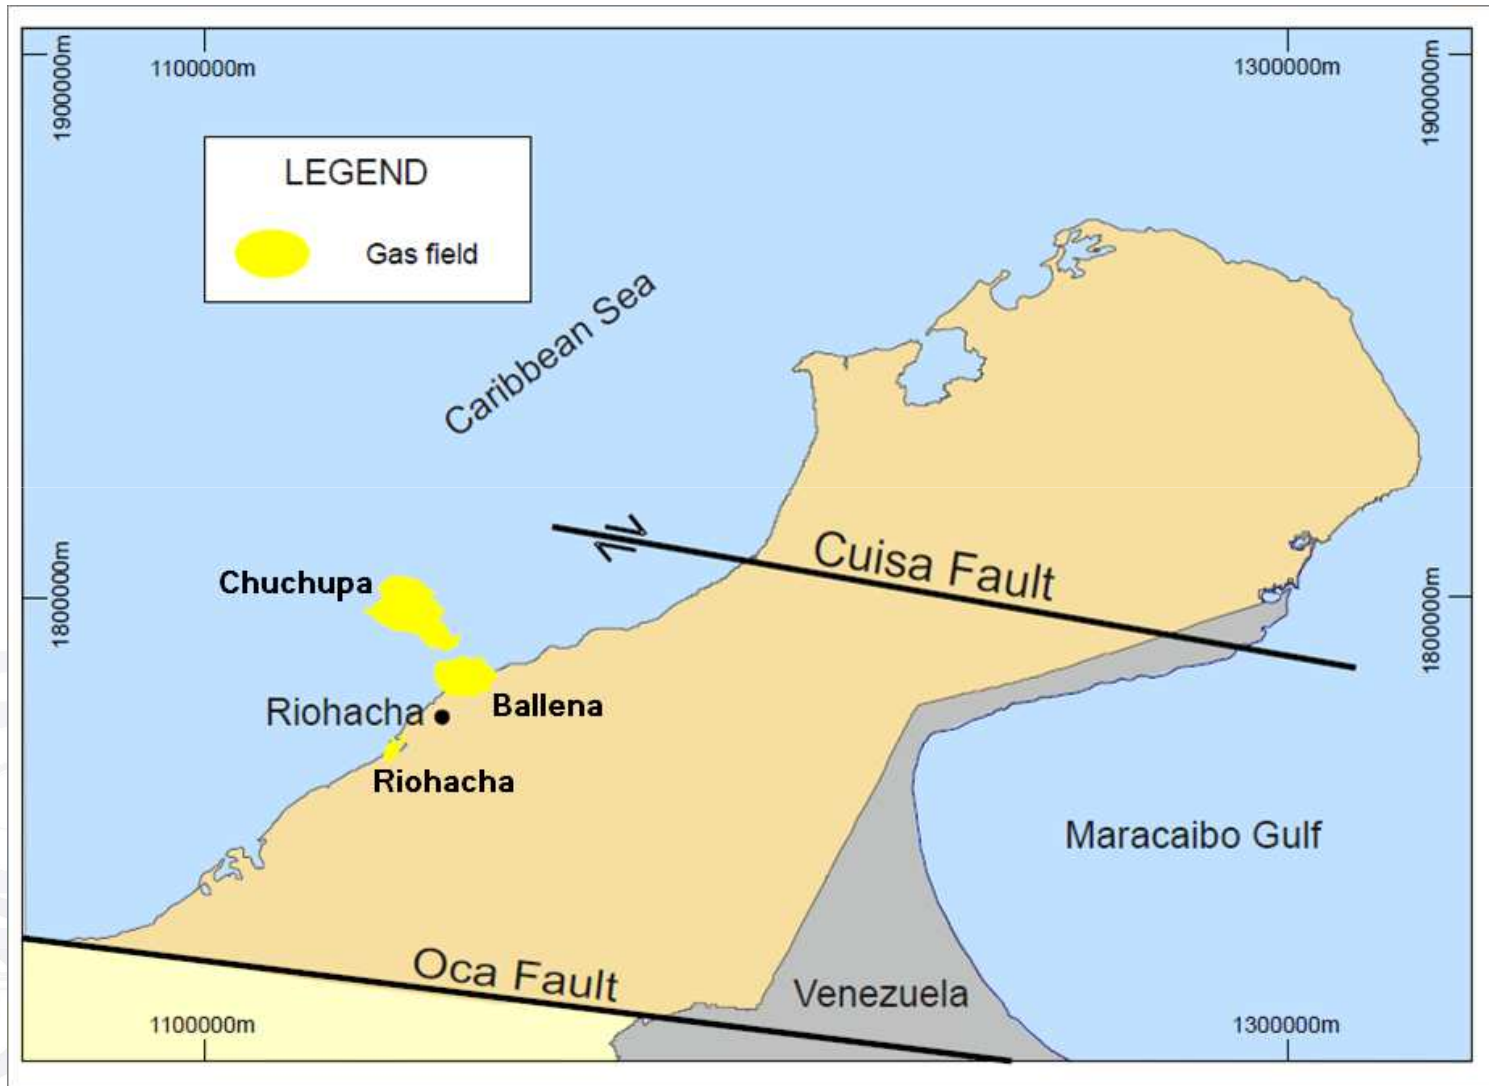 1100000m
1300000m
1900000m
1900000m
LEGEND
Gas field
Caribbean Sea
Cuisa Fault
Chuchupa
1800000m
1800000m
Riohacha
Ballena
Riohacha
Maracaibo Gulf
Oca Fault
Venezuela
1100000m
1300000m